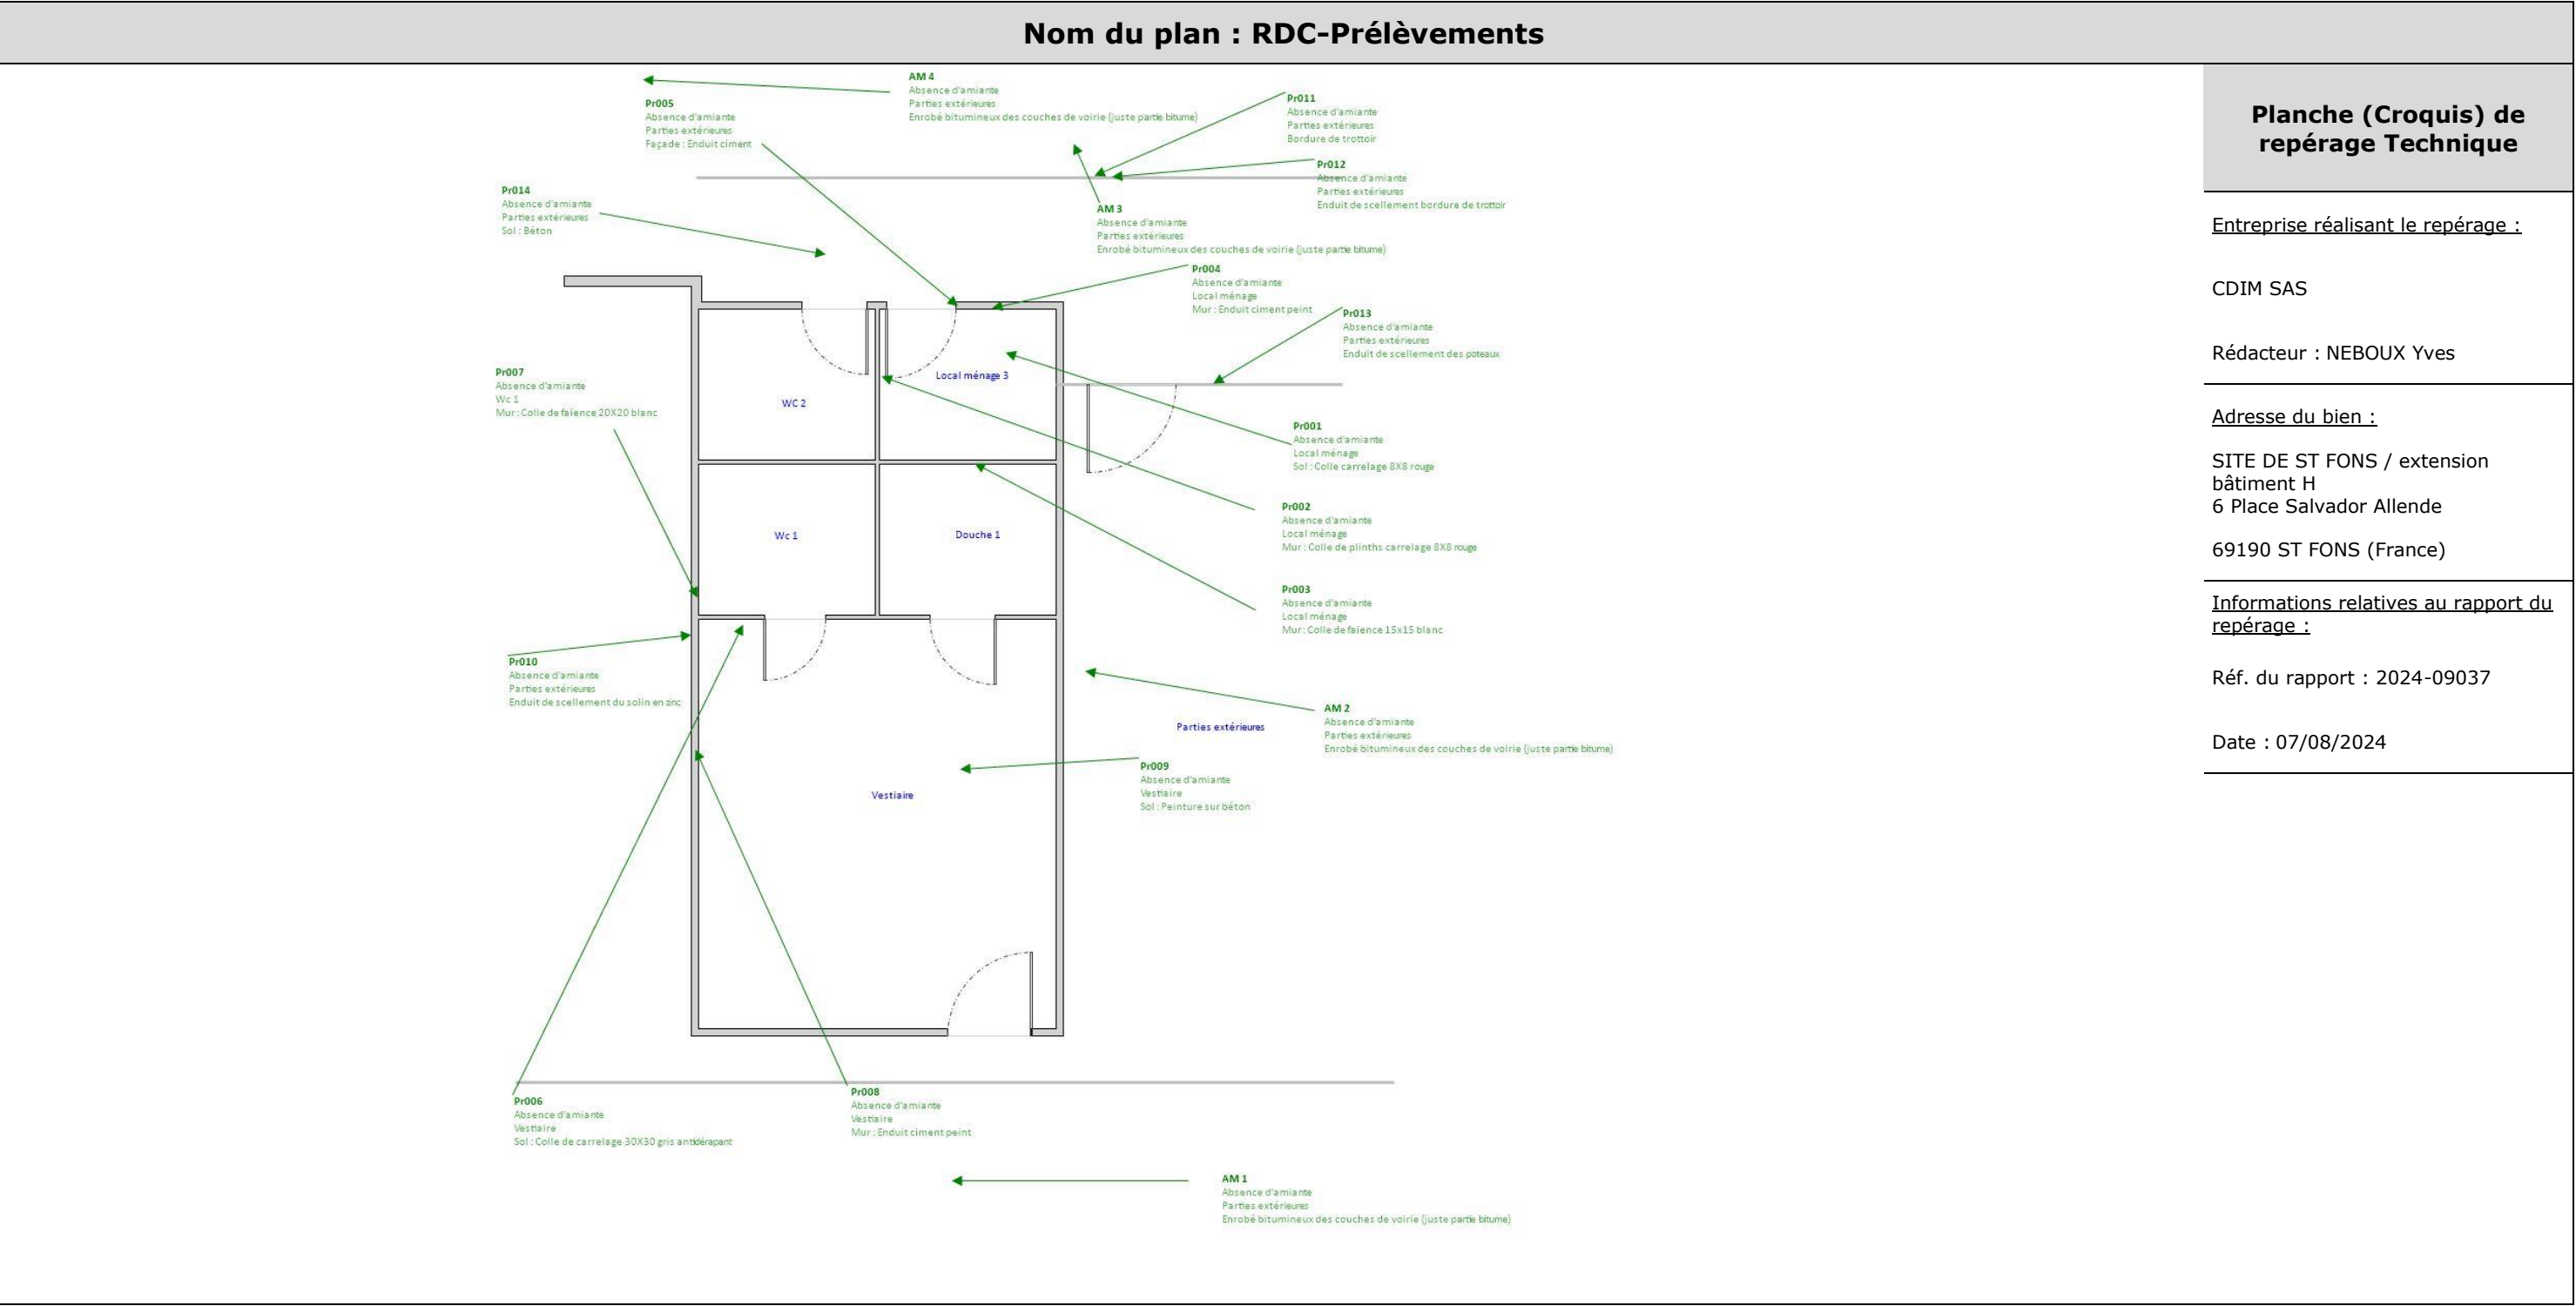 Nom du plan : RDC-Prélèvements
AM 4
Absence d'amiante
Parties extérieures
Enrobé bitumineux des couches de voirie (juste partie bitume)
Pr005
Absence d'amiante
Parties extérieures
Façade : Enduit ciment
Pr011
Absence d'amiante
Parties extérieures
Bordure de trottoir
Pr012
Absence d'amiante
Parties extérieures
Enduit de scellement bordure de trottoir
Pr014
Absence d'amiante
Parties extérieures
Sol : Béton
AM 3
Absence d'amiante
Parties extérieures
Enrobé bitumineux des couches de voirie (juste partie bitume)
Pr004
Absence d'amiante
Local ménage
Mur : Enduit ciment peint
Pr013
Absence d'amiante
Parties extérieures
Enduit de scellement des poteaux
Pr007
Absence d'amiante
Wc 1
Mur : Colle de faïence 20X20 blanc
Local ménage 3
WC 2
Pr001
Absence d'amiante
Local ménage
Sol : Colle carrelage 8X8 rouge
Pr002
Absence d'amiante
Local ménage
Mur : Colle de plinths carrelage 8X8 rouge
Wc 1
Douche 1
Pr003
Absence d'amiante
Local ménage
Mur : Colle de faïence 15x15 blanc
Pr010
Absence d'amiante
Parties extérieures
Enduit de scellement du solin en zinc
AM 2
Absence d'amiante
Parties extérieures
Enrobé bitumineux des couches de voirie (juste partie bitume)
Parties extérieures
Pr009
Absence d'amiante
Vestiaire
Sol : Peinture sur béton
Vestiaire
Pr006
Absence d'amiante
Vestiaire
Sol : Colle de carrelage 30X30 gris antidérapant
Pr008
Absence d'amiante
Vestiaire
Mur : Enduit ciment peint
AM 1
Absence d'amiante
Parties extérieures
Enrobé bitumineux des couches de voirie (juste partie bitume)
Planche (Croquis) de
repérage Technique
Entreprise réalisant le repérage :
CDIM SAS
Rédacteur : NEBOUX Yves
Adresse du bien :
SITE DE ST FONS / extension
bâtiment H
6 Place Salvador Allende
69190 ST FONS (France)
Informations relatives au rapport du
repérage :
Réf. du rapport : 2024-09037
Date : 07/08/2024